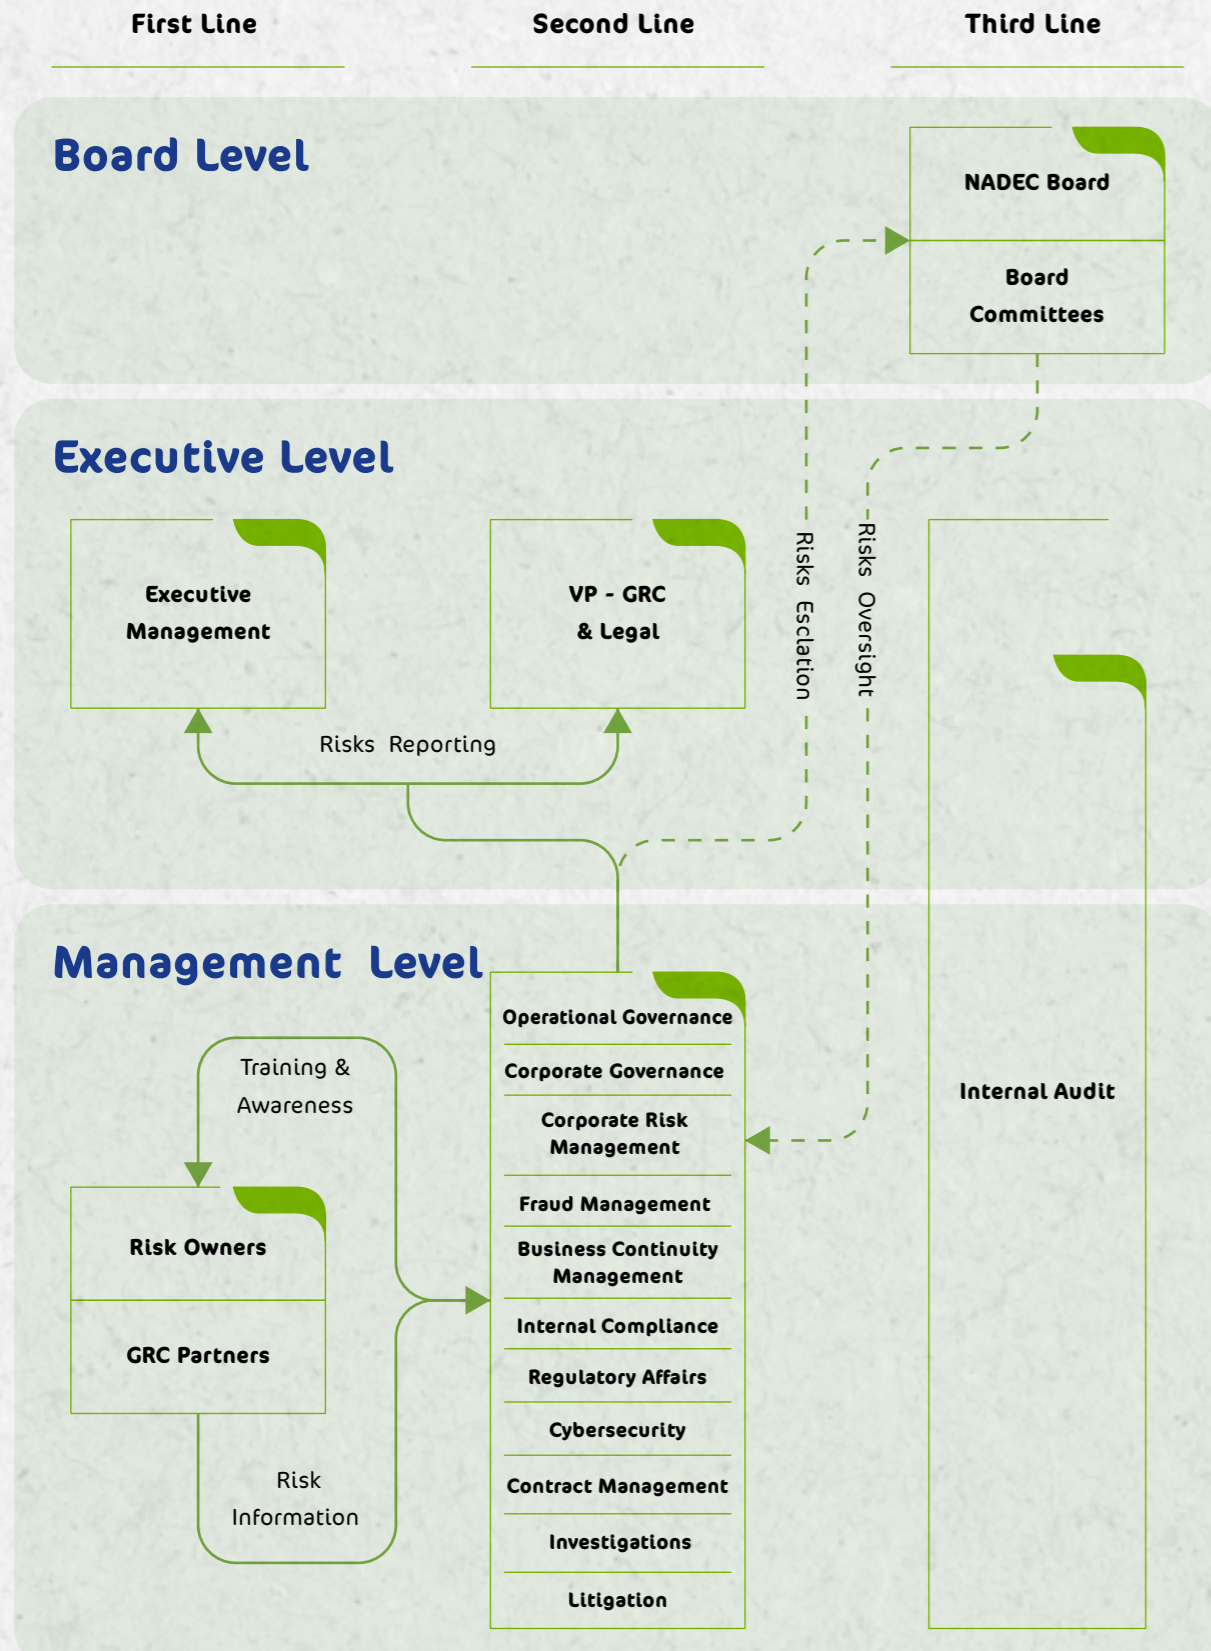 First Line
Second Line
Third Line
Board Level
NADEC Board
Board
Committees
Executive Level
Executive
Management
VP - GRC
& Legal
Risks Esclation
Risks Oversight
Risks Reporting
Management Level
Operational Governance
Corporate Governance
Corporate Risk
Management
Fraud Management
Business Continuity
Management
Internal Compliance
Regulatory Affairs
Cybersecurity
Contract Management
Investigations
Litigation
Training &
Awareness
Risk Owners
GRC Partners
Risk
Information
Internal Audit